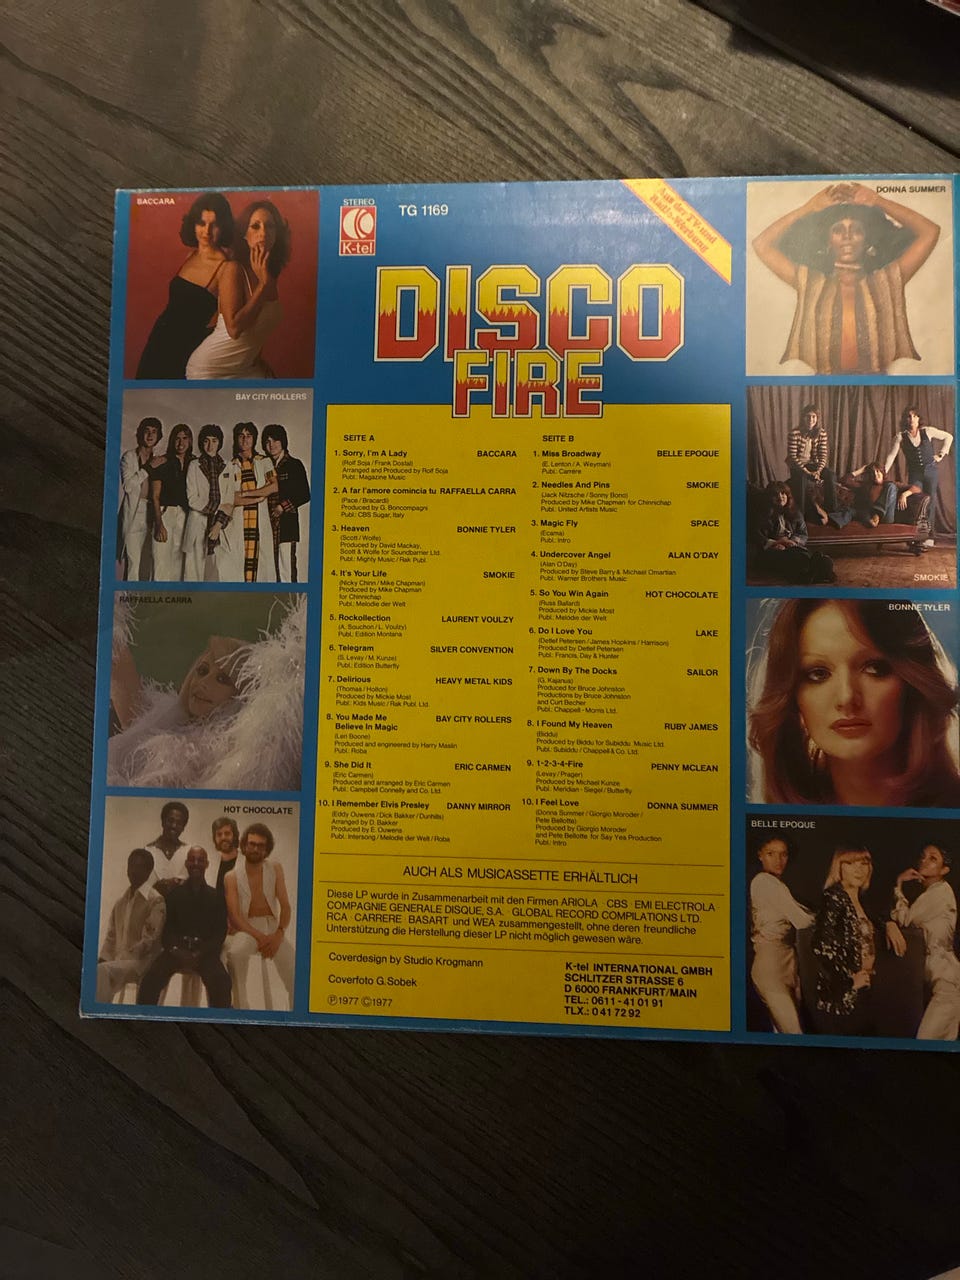 BACCARA
BAY CITY ROLLERS
RAFFAELLA CARRA
HOT CHOCOLATE
STEREO
K-tel
TG 1169
Aus der TV- und
Radio-Werbung
DISCO
FIRE
SEITE A
1. Sorry, I'm A Lady BACCARA
(Rolf Soja / Frank Dostal)
Arranged and Produced by Rolf Soja
Publ.: Magazine Music
2. A far l'amore comincia tu RAFFAELLA CARRA
(Pace / Bracardi)
Produced by G. Boncompagni
Publ.: CBS Sugar, Italy
3. Heaven BONNIE TYLER
(Scott / Wolfe)
Produced by David Mackay,
Scott & Wolfe for Soundbarrier Ltd.
Publ.: Mighty Music / Rak Publ.
4. It's Your Life SMOKIE
(Nicky Chinn / Mike Chapman)
Produced by Mike Chapman
for Chinnichap
Publ.: Melodie der Welt
5. Rockollection LAURENT VOULZY
(A. Souchon / L. Voulzy)
Publ.: Edition Montana
6. Telegram SILVER CONVENTION
(S. Levay / M. Kunze)
Publ.: Edition Butterfly
7. Delirious HEAVY METAL KIDS
(Thomas / Holton)
Produced by Mickie Most
Publ.: Kids Music / Rak Publ. Ltd.
8. You Made Me BAY CITY ROLLERS
Believe In Magic
(Len Boone)
Produced and engineered by Harry Maslin
Publ.: Roba
9. She Did It ERIC CARMEN
(Eric Carmen)
Produced and arranged by Eric Carmen
Publ.: Campbell Connelly and Co. Ltd.
10. I Remember Elvis Presley DANNY MIRROR
(Eddy Ouwens / Dick Bakker / Dunhills)
Arranged by D. Bakker
Produced by E. Ouwens
Publ.: Intersong / Melodie der Welt / Roba
SEITE B
1. Miss Broadway BELLE EPOQUE
(E. Lenton / A. Weyman)
Publ.: Carrère
2. Needles And Pins SMOKIE
(Jack Nitzsche / Sonny Bono)
Produced by Mike Chapman for Chinnichap
Publ.: United Artists Music
3. Magic Fly SPACE
(Ecama)
Publ.: Intro
4. Undercover Angel ALAN O'DAY
(Alan O'Day)
Produced by Steve Barry & Michael Omartian
Publ.: Warner Brothers Music
5. So You Win Again HOT CHOCOLATE
(Russ Ballard)
Produced by Mickie Most
Publ.: Melodie der Welt
6. Do I Love You LAKE
(Detlef Petersen / James Hopkins / Harrison)
Produced by Detlef Petersen
Publ.: Francis, Day & Hunter
7. Down By The Docks SAILOR
(G. Kajanus)
Produced for Bruce Johnston
Productions by Bruce Johnston
and Curt Becher
Publ.: Chappell - Morris Ltd.
8. I Found My Heaven RUBY JAMES
(Biddu)
Produced by Biddu for Subiddu Music Ltd.
Publ.: Subiddu / Chappell & Co. Ltd.
9. 1-2-3-4-Fire PENNY MCLEAN
(Levay / Prager)
Produced by Michael Kunze
Publ.: Meridian - Siegel / Butterfly
10. I Feel Love DONNA SUMMER
(Donna Summer / Giorgio Moroder /
Pete Bellotte)
Produced by Giorgio Moroder
and Pete Bellotte for Say Yes Production
Publ.: Intro
AUCH ALS MUSICASSETTE ERHÄLTLICH
Diese LP wurde in Zusammenarbeit mit den Firmen ARIOLA · CBS · EMI ELECTROLA
COMPAGNIE GENERALE DISQUE, S.A. · GLOBAL RECORD COMPILATIONS LTD.
RCA · CARRERE · BASART und WEA zusammengestellt, ohne deren freundliche
Unterstützung die Herstellung dieser LP nicht möglich gewesen wäre.
Coverdesign by Studio Krogmann
Coverfoto G. Sobek
Ⓟ1977 ©1977
K-tel INTERNATIONAL GMBH
SCHLITZER STRASSE 6
D 6000 FRANKFURT/MAIN
TEL.: 0611 - 41 01 91
TLX.: 0 41 72 92
DONNA SUMMER
SMOKIE
BONNIE TYLER
BELLE EPOQUE